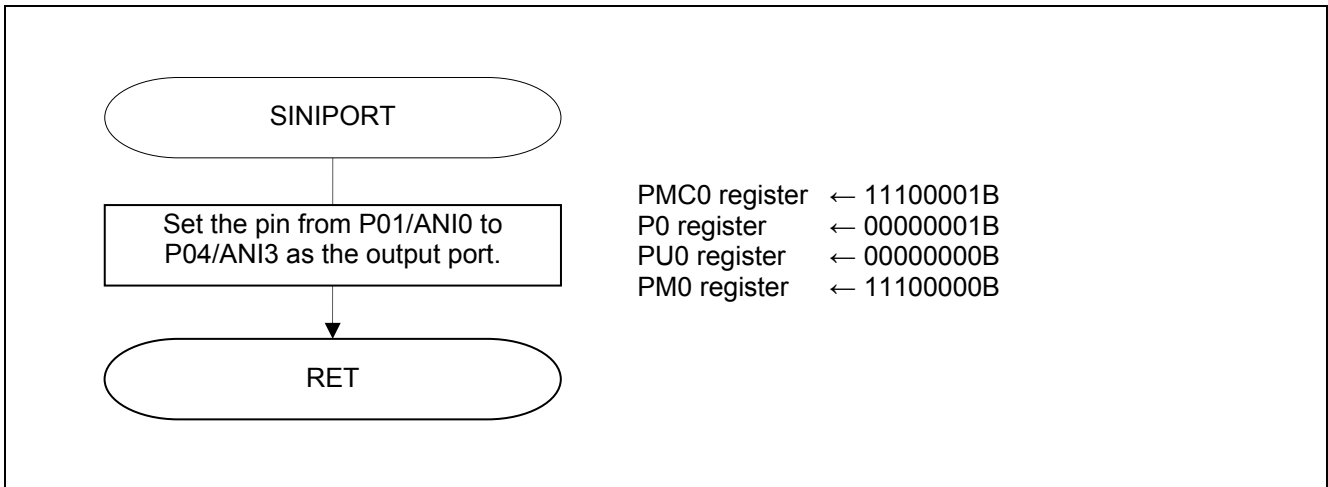 SINIPORT
Set the pin from P01/ANI0 to
P04/ANI3 as the output port.
RET
PMC0 register ← 11100001B
P0 register ← 00000001B
PU0 register ← 00000000B
PM0 register ← 11100000B